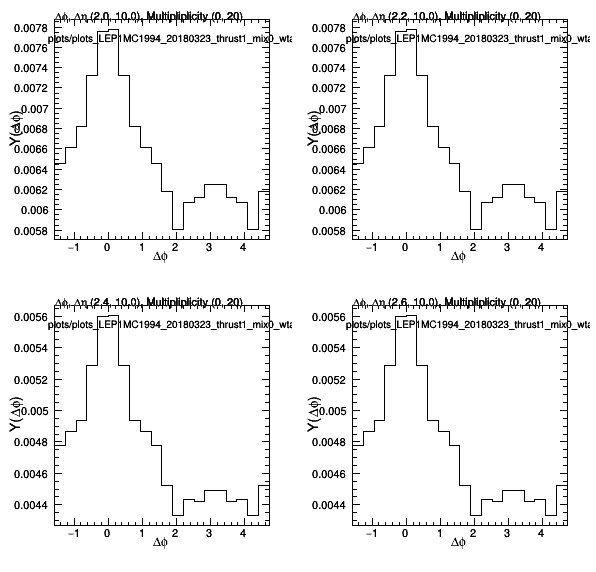 Δϕ, Δη (2.0, 10.0), Multipliplicity (0, 20)
plots/plots_LEP1MC1994_20180323_thrust1_mix0_wta
Y(Δϕ)
0.0078
0.0076
0.0074
0.0072
0.007
0.0068
0.0066
0.0064
0.0062
0.006
0.0058
−1 0 1 2 3 4
Δϕ
Δϕ, Δη (2.2, 10.0), Multipliplicity (0, 20)
plots/plots_LEP1MC1994_20180323_thrust1_mix0_wta
Y(Δϕ)
0.0078
0.0076
0.0074
0.0072
0.007
0.0068
0.0066
0.0064
0.0062
0.006
0.0058
−1 0 1 2 3 4
Δϕ
Δϕ, Δη (2.4, 10.0), Multipliplicity (0, 20)
plots/plots_LEP1MC1994_20180323_thrust1_mix0_wta
Y(Δϕ)
0.0056
0.0054
0.0052
0.005
0.0048
0.0046
0.0044
−1 0 1 2 3 4
Δϕ
Δϕ, Δη (2.6, 10.0), Multipliplicity (0, 20)
plots/plots_LEP1MC1994_20180323_thrust1_mix0_wta
Y(Δϕ)
0.0056
0.0054
0.0052
0.005
0.0048
0.0046
0.0044
−1 0 1 2 3 4
Δϕ